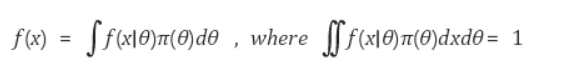 f(x) = ∫f(x|θ)π(θ)dθ , where ∬f(x|θ)π(θ)dxdθ = 1